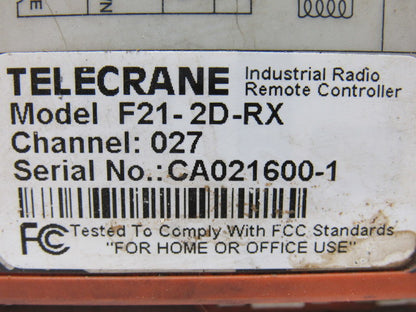 TELECRANE Industrial Radio
Remote Controller
Model F21-2D-RX
Channel: 027
Serial No.: CA021600-1
FC Tested To Comply With FCC Standards
"FOR HOME OR OFFICE USE"